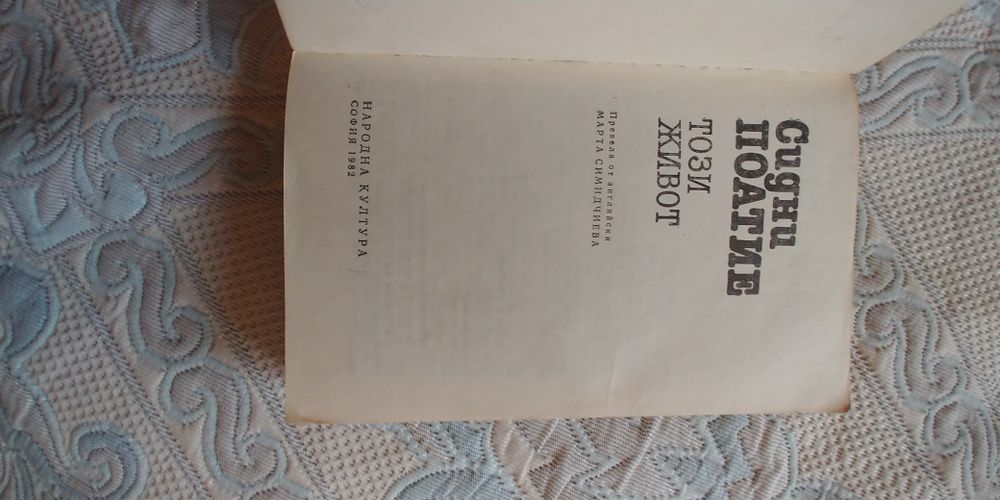 Сидни
ПОАТИЕ
ТОЗИ
ЖИВОТ
Превела от английски
МАРТА СИМИДЧИЕВА
НАРОДНА КУЛТУРА
СОФИЯ 1982